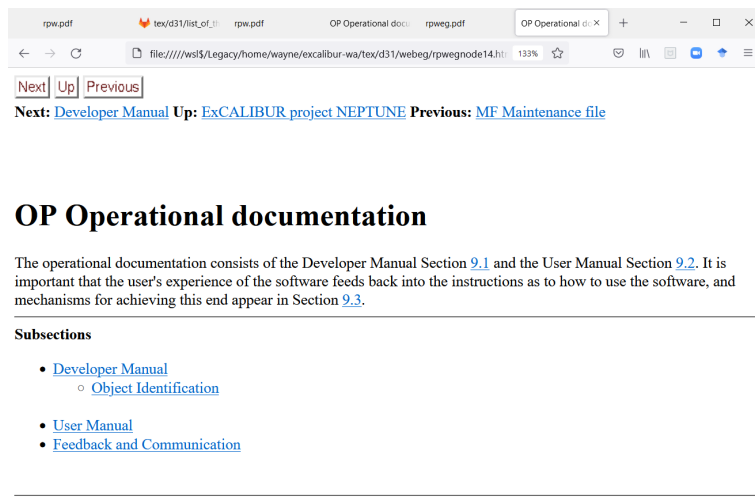 rpw.pdf tex/d31/list_of_th rpw.pdf OP Operational docu rpweg.pdf OP Operational do
file://///wsl$/Legacy/home/wayne/excalibur-wa/tex/d31/webeg/rpwegnode14.ht 133%
Next Up Previous
Next: Developer Manual Up: ExCALIBUR project NEPTUNE Previous: MF Maintenance file
OP Operational documentation
The operational documentation consists of the Developer Manual Section 9.1 and the User Manual Section 9.2. It is
important that the user's experience of the software feeds back into the instructions as to how to use the software, and
mechanisms for achieving this end appear in Section 9.3.
Subsections
Developer Manual
Object Identification
User Manual
Feedback and Communication